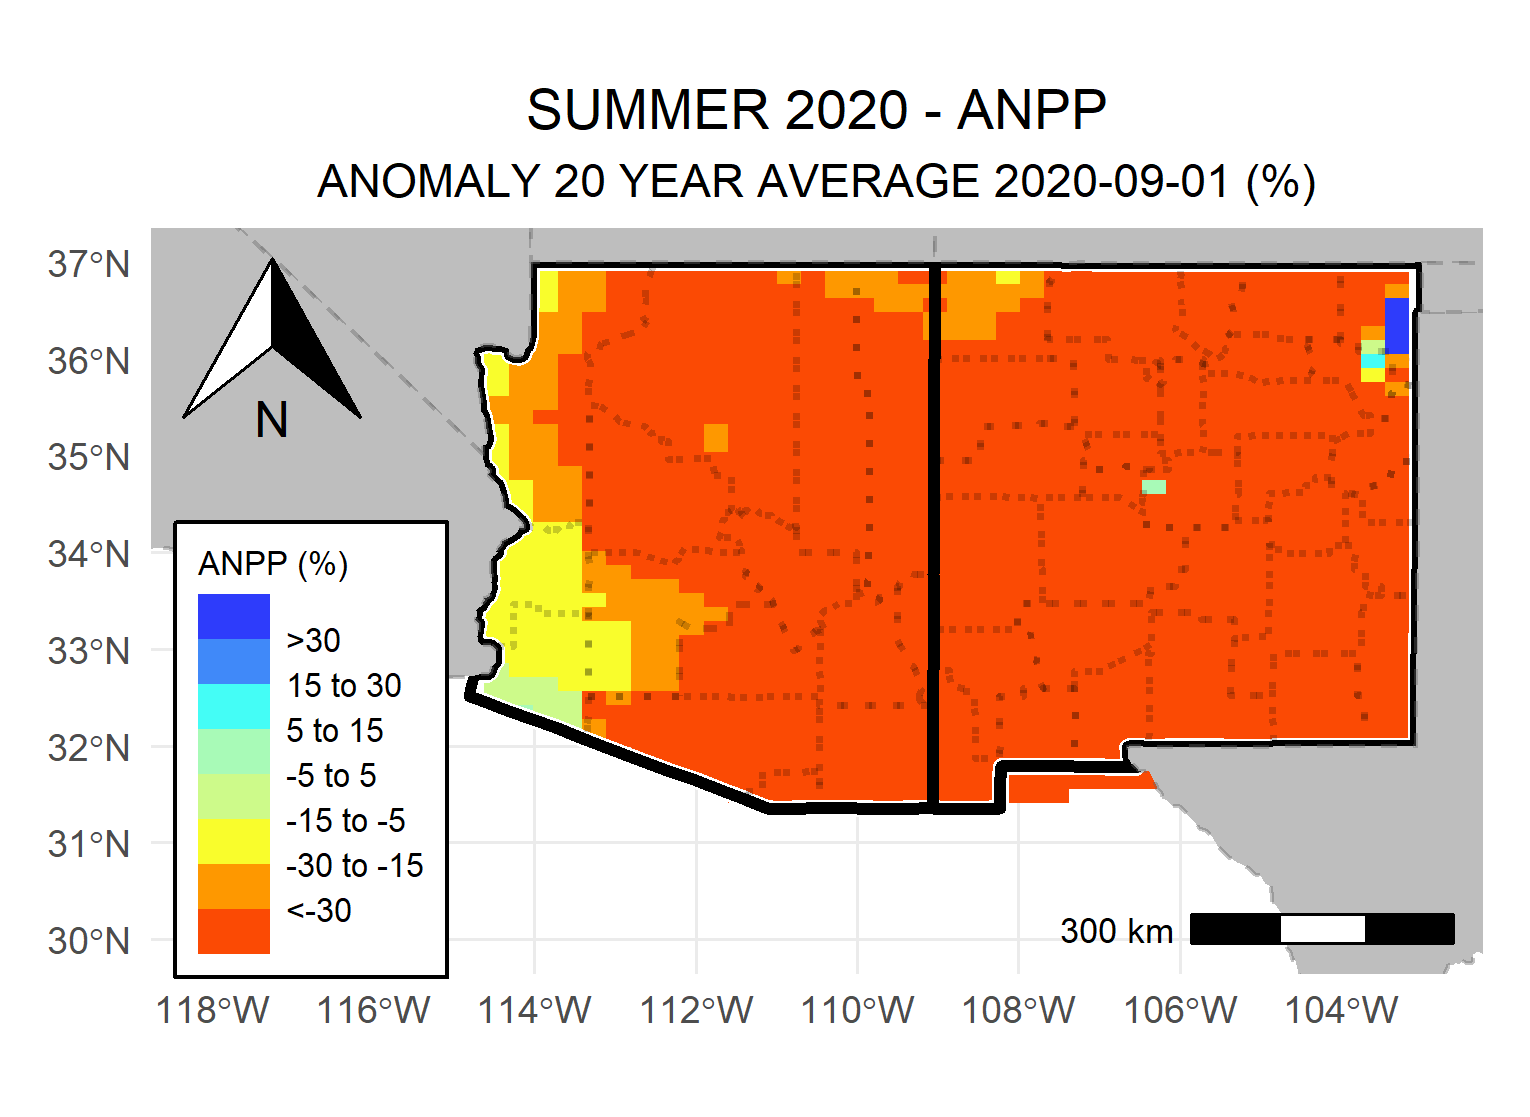 SUMMER 2020 - ANPP
ANOMALY 20 YEAR AVERAGE 2020-09-01 (%)
37°N
36°N
35°N
34°N
33°N
32°N
31°N
30°N
N
ANPP (%)
>30
15 to 30
5 to 15
-5 to 5
-15 to -5
-30 to -15
<-30
300 km
118°W 116°W 114°W 112°W 110°W 108°W 106°W 104°W